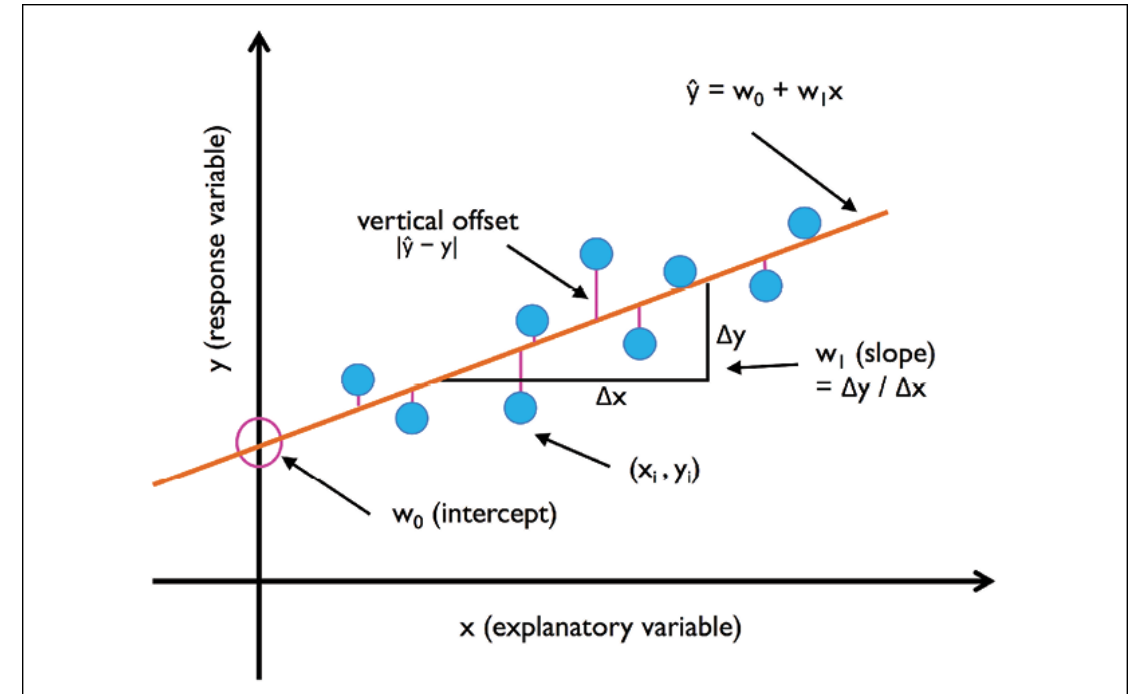 ŷ = w₀ + w₁x
y (response variable)
vertical offset
|ŷ − y|
Δy
w₁ (slope)
= Δy / Δx
Δx
(xᵢ , yᵢ)
w₀ (intercept)
x (explanatory variable)